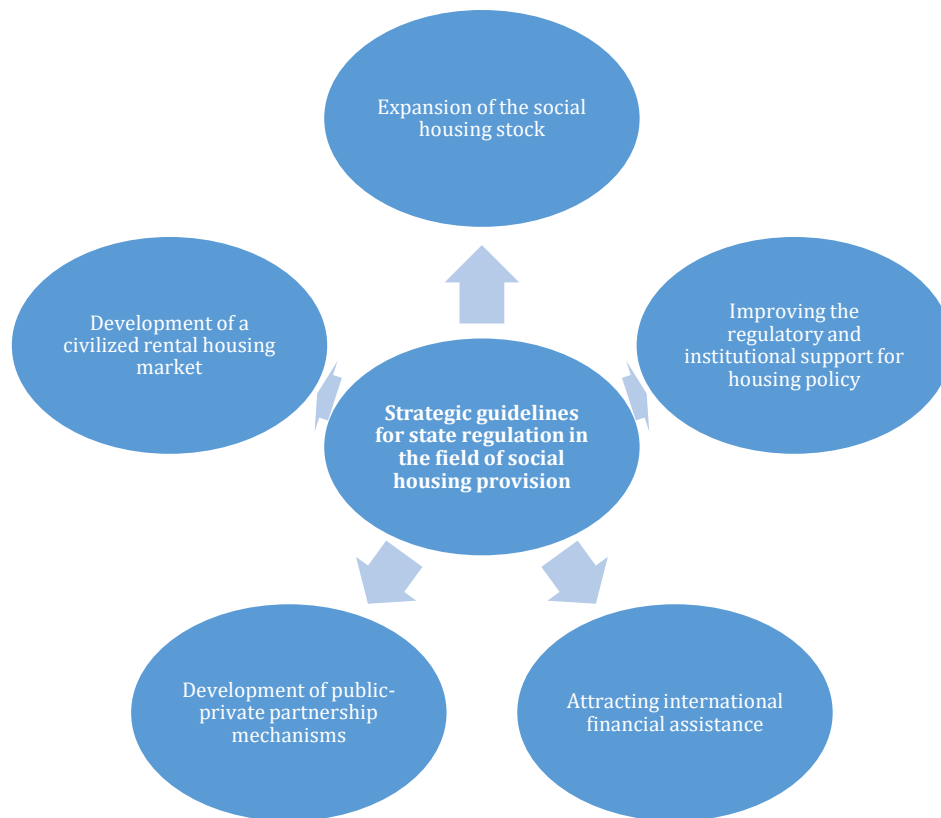 Expansion of the social
housing stock
Development of a
civilized rental housing
market
Improving the
regulatory and
institutional support for
housing policy
Strategic guidelines
for state regulation in
the field of social
housing provision
Development of public-
private partnership
mechanisms
Attracting international
financial assistance